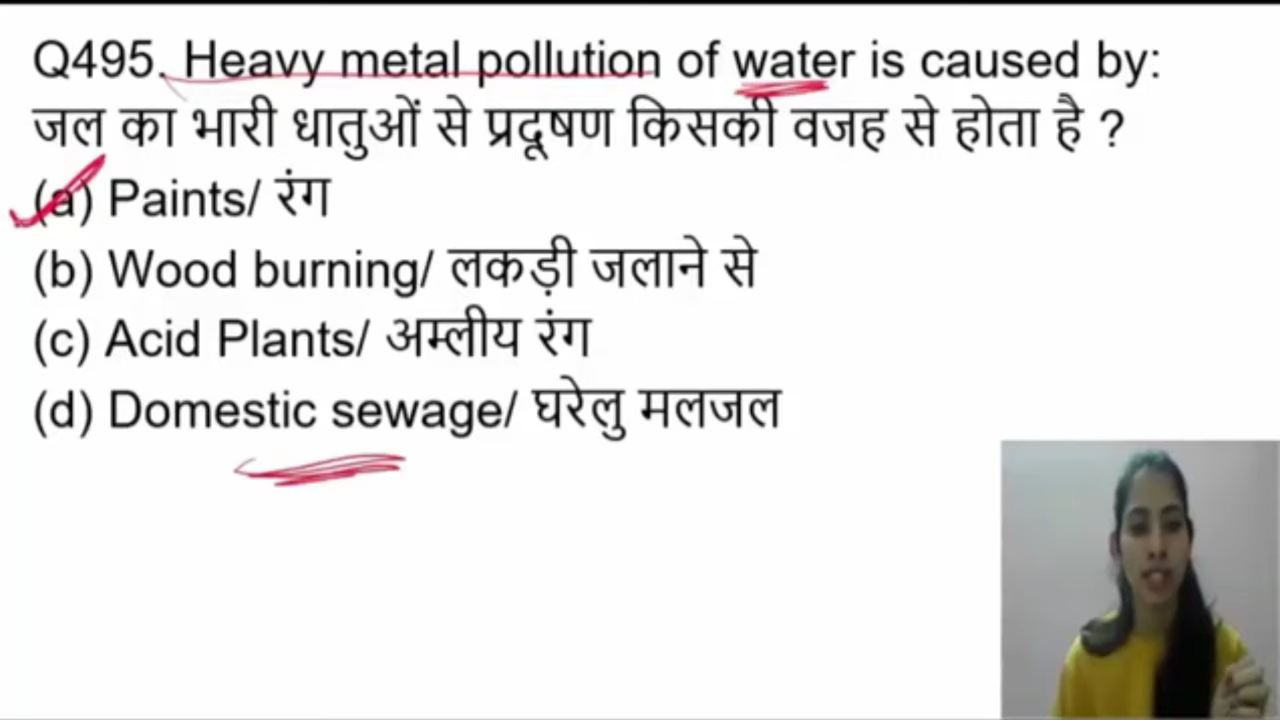 Q495. Heavy metal pollution of water is caused by:
जल का भारी धातुओं से प्रदूषण किसकी वजह से होता है ?
(a) Paints/ रंग
(b) Wood burning/ लकड़ी जलाने से
(c) Acid Plants/ अम्लीय रंग
(d) Domestic sewage/ घरेलु मलजल